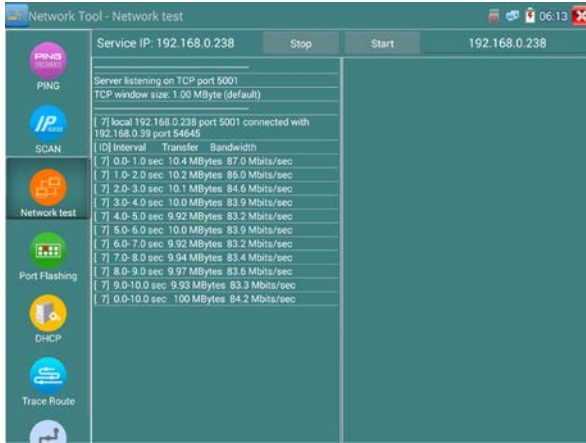 Network Tool - Network test
06:13
Service IP: 192.168.0.238
Stop
Start
192.168.0.238
PING
PING
SCAN
IP
Network test
Port Flashing
DHCP
Trace Route
Server listening on TCP port 5001
TCP window size: 1.00 MByte (default)
[ 7] local 192.168.0.238 port 5001 connected with
192.168.0.39 port 54645
[ ID] Interval Transfer Bandwidth
[ 7] 0.0- 1.0 sec 10.4 MBytes 87.0 Mbits/sec
[ 7] 1.0- 2.0 sec 10.2 MBytes 86.0 Mbits/sec
[ 7] 2.0- 3.0 sec 10.1 MBytes 84.6 Mbits/sec
[ 7] 3.0- 4.0 sec 10.0 MBytes 83.9 Mbits/sec
[ 7] 4.0- 5.0 sec 9.92 MBytes 83.2 Mbits/sec
[ 7] 5.0- 6.0 sec 10.0 MBytes 83.9 Mbits/sec
[ 7] 6.0- 7.0 sec 9.92 MBytes 83.2 Mbits/sec
[ 7] 7.0- 8.0 sec 9.94 MBytes 83.4 Mbits/sec
[ 7] 8.0- 9.0 sec 9.97 MBytes 83.6 Mbits/sec
[ 7] 9.0-10.0 sec 9.93 MBytes 83.3 Mbits/sec
[ 7] 0.0-10.0 sec 100 MBytes 84.2 Mbits/sec